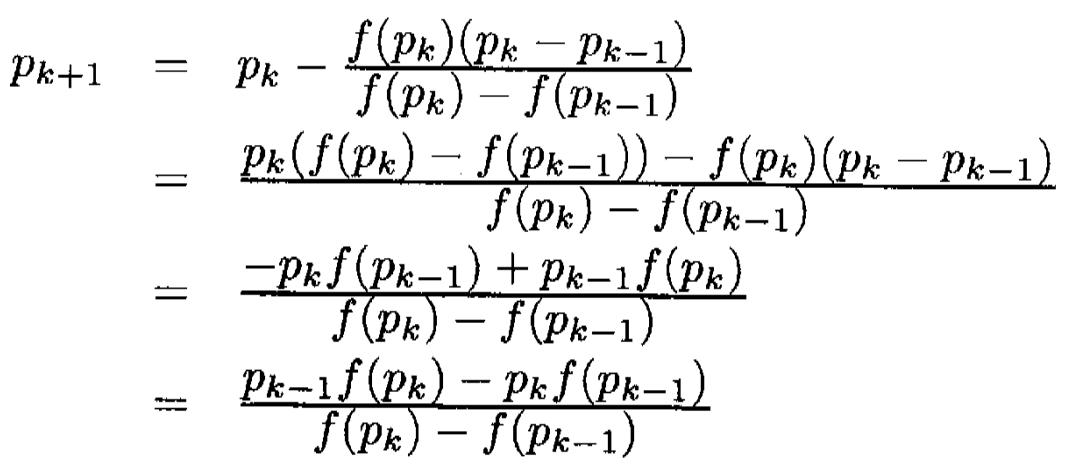 p_{k+1} = p_k - \frac{f(p_k)(p_k - p_{k-1})}{f(p_k) - f(p_{k-1})}
= \frac{p_k(f(p_k) - f(p_{k-1})) - f(p_k)(p_k - p_{k-1})}{f(p_k) - f(p_{k-1})}
= \frac{-p_k f(p_{k-1}) + p_{k-1} f(p_k)}{f(p_k) - f(p_{k-1})}
= \frac{p_{k-1} f(p_k) - p_k f(p_{k-1})}{f(p_k) - f(p_{k-1})}